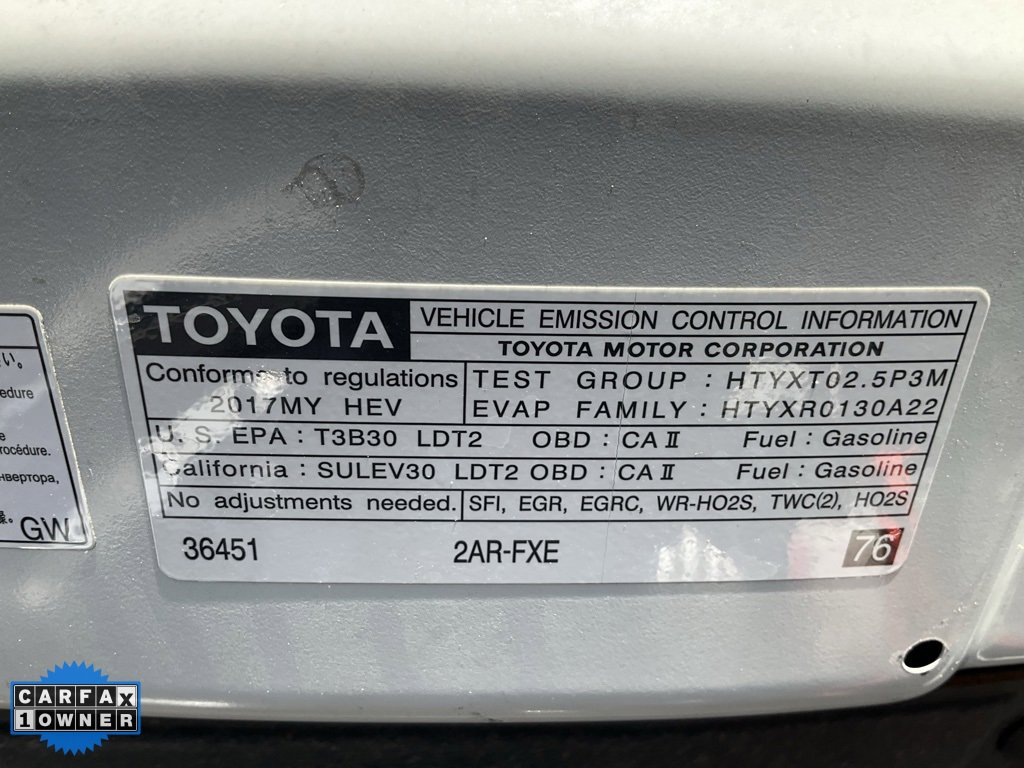 TOYOTA
VEHICLE EMISSION CONTROL INFORMATION
TOYOTA MOTOR CORPORATION
Conforms to regulations
2017MY HEV
TEST GROUP : HTYXT02.5P3M
EVAP FAMILY : HTYXR0130A22
U. S. EPA : T3B30 LDT2 OBD : CA II Fuel : Gasoline
California : SULEV30 LDT2 OBD : CA II Fuel : Gasoline
No adjustments needed. SFI, EGR, EGRC, WR-HO2S, TWC(2), HO2S
36451 2AR-FXE 76
GW
CARFAX
1 OWNER